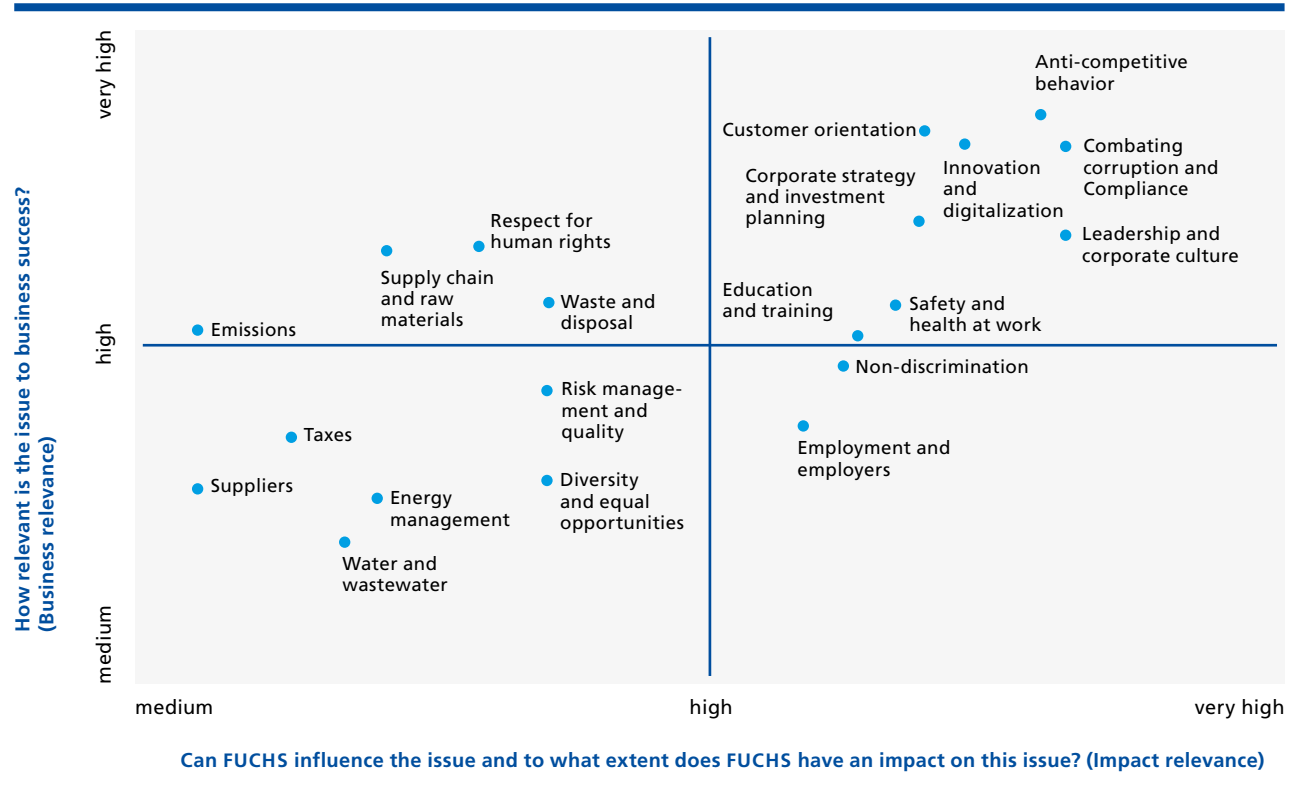 How relevant is the issue to business success?
(Business relevance)
very high
high
medium
Anti-competitive
behavior
Customer orientation
Combating
corruption and
Compliance
Innovation
and
digitalization
Corporate strategy
and investment
planning
Leadership and
corporate culture
Respect for
human rights
Supply chain
and raw
materials
Waste and
disposal
Emissions
Education
and training
Safety and
health at work
Non-discrimination
Risk manage-
ment and
quality
Taxes
Employment and
employers
Suppliers
Energy
management
Diversity
and equal
opportunities
Water and
wastewater
medium
high
very high
Can FUCHS influence the issue and to what extent does FUCHS have an impact on this issue? (Impact relevance)